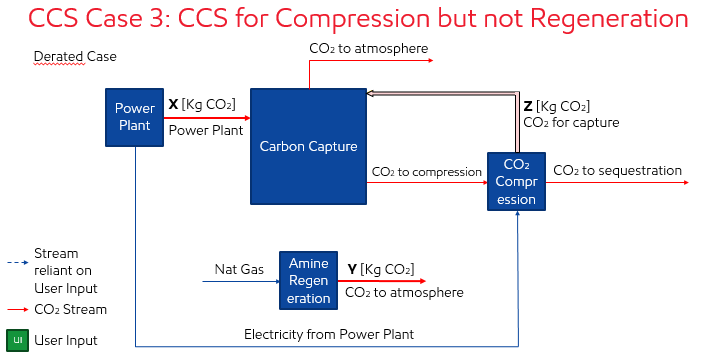 CCS Case 3: CCS for Compression but not Regeneration
Derated Case
CO₂ to atmosphere
Power
Plant
X [Kg CO₂]
Power Plant
Carbon Capture
Z [Kg CO₂]
CO₂ for capture
CO₂ to compression
CO₂
Compr
ession
CO₂ to sequestration
Stream
reliant on
User Input
CO₂ Stream
UI
User Input
Nat Gas
Amine
Regen
eration
Y [Kg CO₂]
CO₂ to atmosphere
Electricity from Power Plant